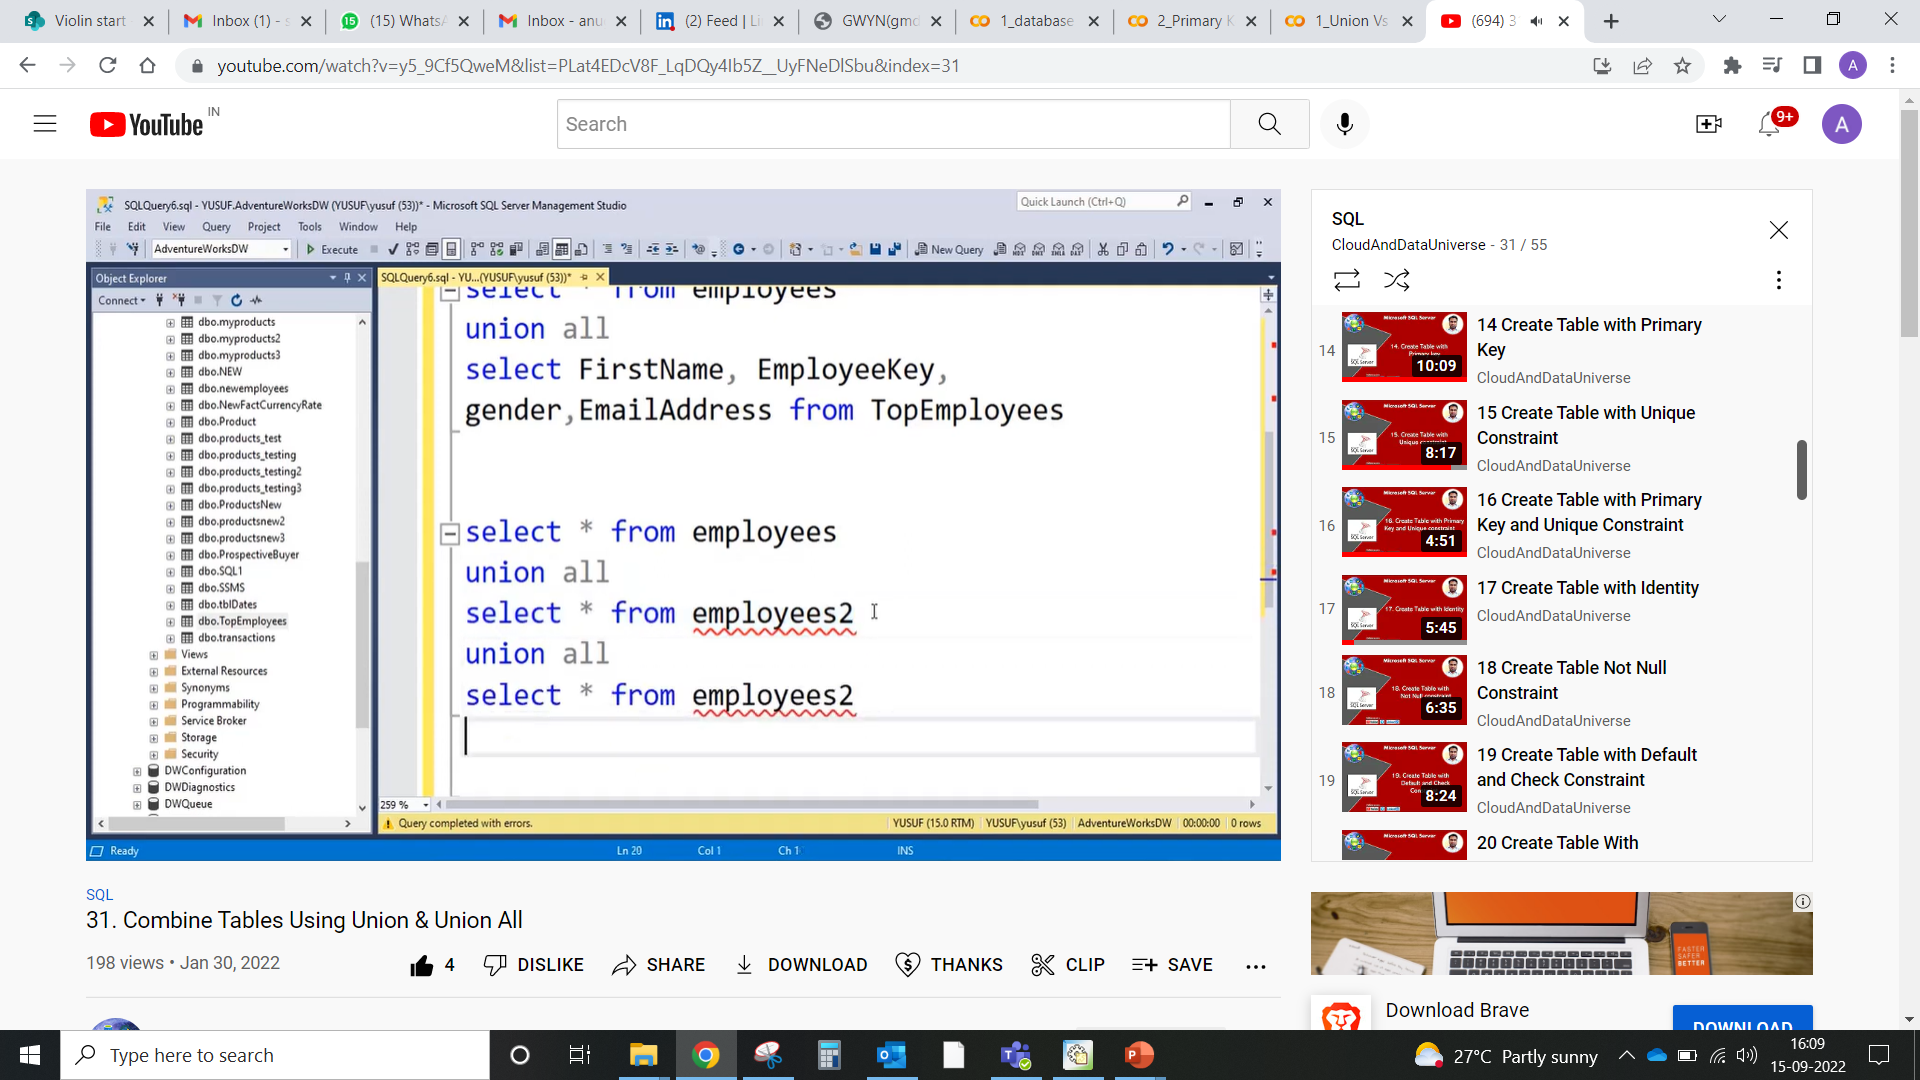 Violin start
Inbox (1) - s
(15) WhatsA
Inbox - anu
(2) Feed | Li
GWYN(gmd
1_database
2_Primary K
1_Union Vs
(694) 3
youtube.com/watch?v=y5_9Cf5QweM&list=PLat4EDcV8F_LqDQy4Ib5Z__UyFNeDlSbu&index=31
YouTube IN
Search
9+
A
SQLQuery6.sql - YUSUF.AdventureWorksDW (YUSUF\yusuf (53))* - Microsoft SQL Server Management Studio
Quick Launch (Ctrl+Q)
File Edit View Query Project Tools Window Help
AdventureWorksDW
Execute
New Query
Object Explorer
Connect
dbo.myproducts
dbo.myproducts2
dbo.myproducts3
dbo.NEW
dbo.newemployees
dbo.NewFactCurrencyRate
dbo.Product
dbo.products_test
dbo.products_testing
dbo.products_testing2
dbo.products_testing3
dbo.ProductsNew
dbo.productsnew2
dbo.productsnew3
dbo.ProspectiveBuyer
dbo.SQL1
dbo.SSMS
dbo.tblDates
dbo.TopEmployees
dbo.transactions
Views
External Resources
Synonyms
Programmability
Service Broker
Storage
Security
DWConfiguration
DWDiagnostics
DWQueue
SQLQuery6.sql - YU...(YUSUF\yusuf (53))*
select * from employees
union all
select FirstName, EmployeeKey,
gender,EmailAddress from TopEmployees
select * from employees
union all
select * from employees2
union all
select * from employees2
259 %
Query completed with errors.
YUSUF (15.0 RTM) YUSUF\yusuf (53) AdventureWorksDW 00:00:00 0 rows
Ready
Ln 20 Col 1 Ch 1 INS
SQL
31. Combine Tables Using Union & Union All
198 views • Jan 30, 2022
4 DISLIKE SHARE DOWNLOAD THANKS CLIP SAVE
SQL
CloudAndDataUniverse - 31 / 55
14
10:09
14 Create Table with Primary
Key
CloudAndDataUniverse
15
8:17
15 Create Table with Unique
Constraint
CloudAndDataUniverse
16
4:51
16 Create Table with Primary
Key and Unique Constraint
CloudAndDataUniverse
17
5:45
17 Create Table with Identity
CloudAndDataUniverse
18
6:35
18 Create Table Not Null
Constraint
CloudAndDataUniverse
19
8:24
19 Create Table with Default
and Check Constraint
CloudAndDataUniverse
20 Create Table With
FASTER
SAFER
BETTER
Download Brave
DOWNLOAD
Type here to search
27°C Partly sunny
16:09
15-09-2022